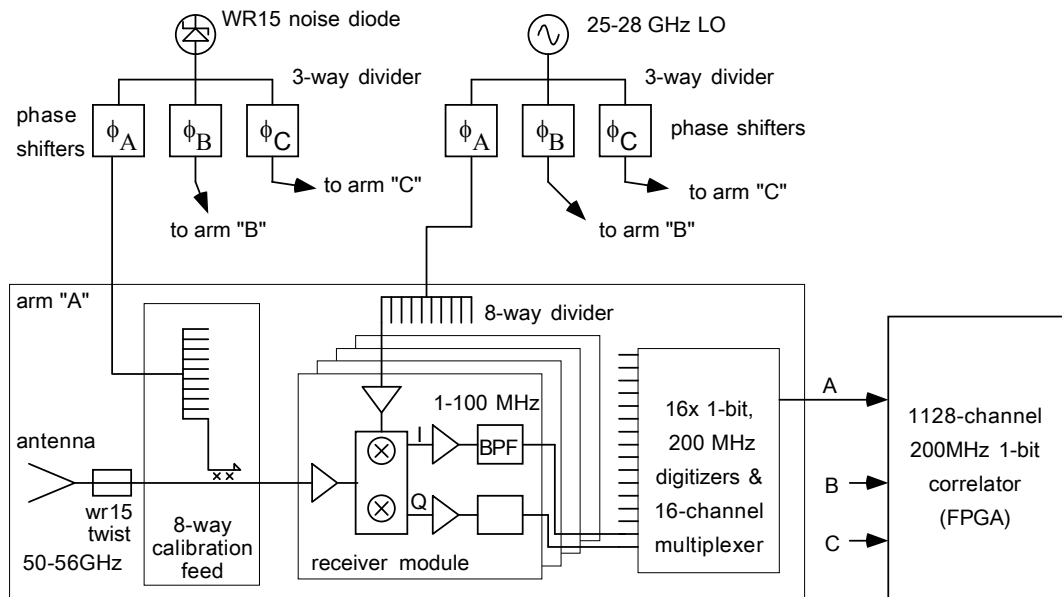 WR15 noise diode
25-28 GHz LO
3-way divider
3-way divider
phase
shifters
ϕA
ϕB
ϕC
ϕA
ϕB
ϕC
phase shifters
to arm "C"
to arm "B"
to arm "C"
to arm "B"
arm "A"
8-way divider
antenna
wr15
twist
50-56GHz
8-way
calibration
feed
1-100 MHz
I
BPF
Q
receiver module
16x 1-bit,
200 MHz
digitizers &
16-channel
multiplexer
A
B
C
1128-channel
200MHz 1-bit
correlator
(FPGA)